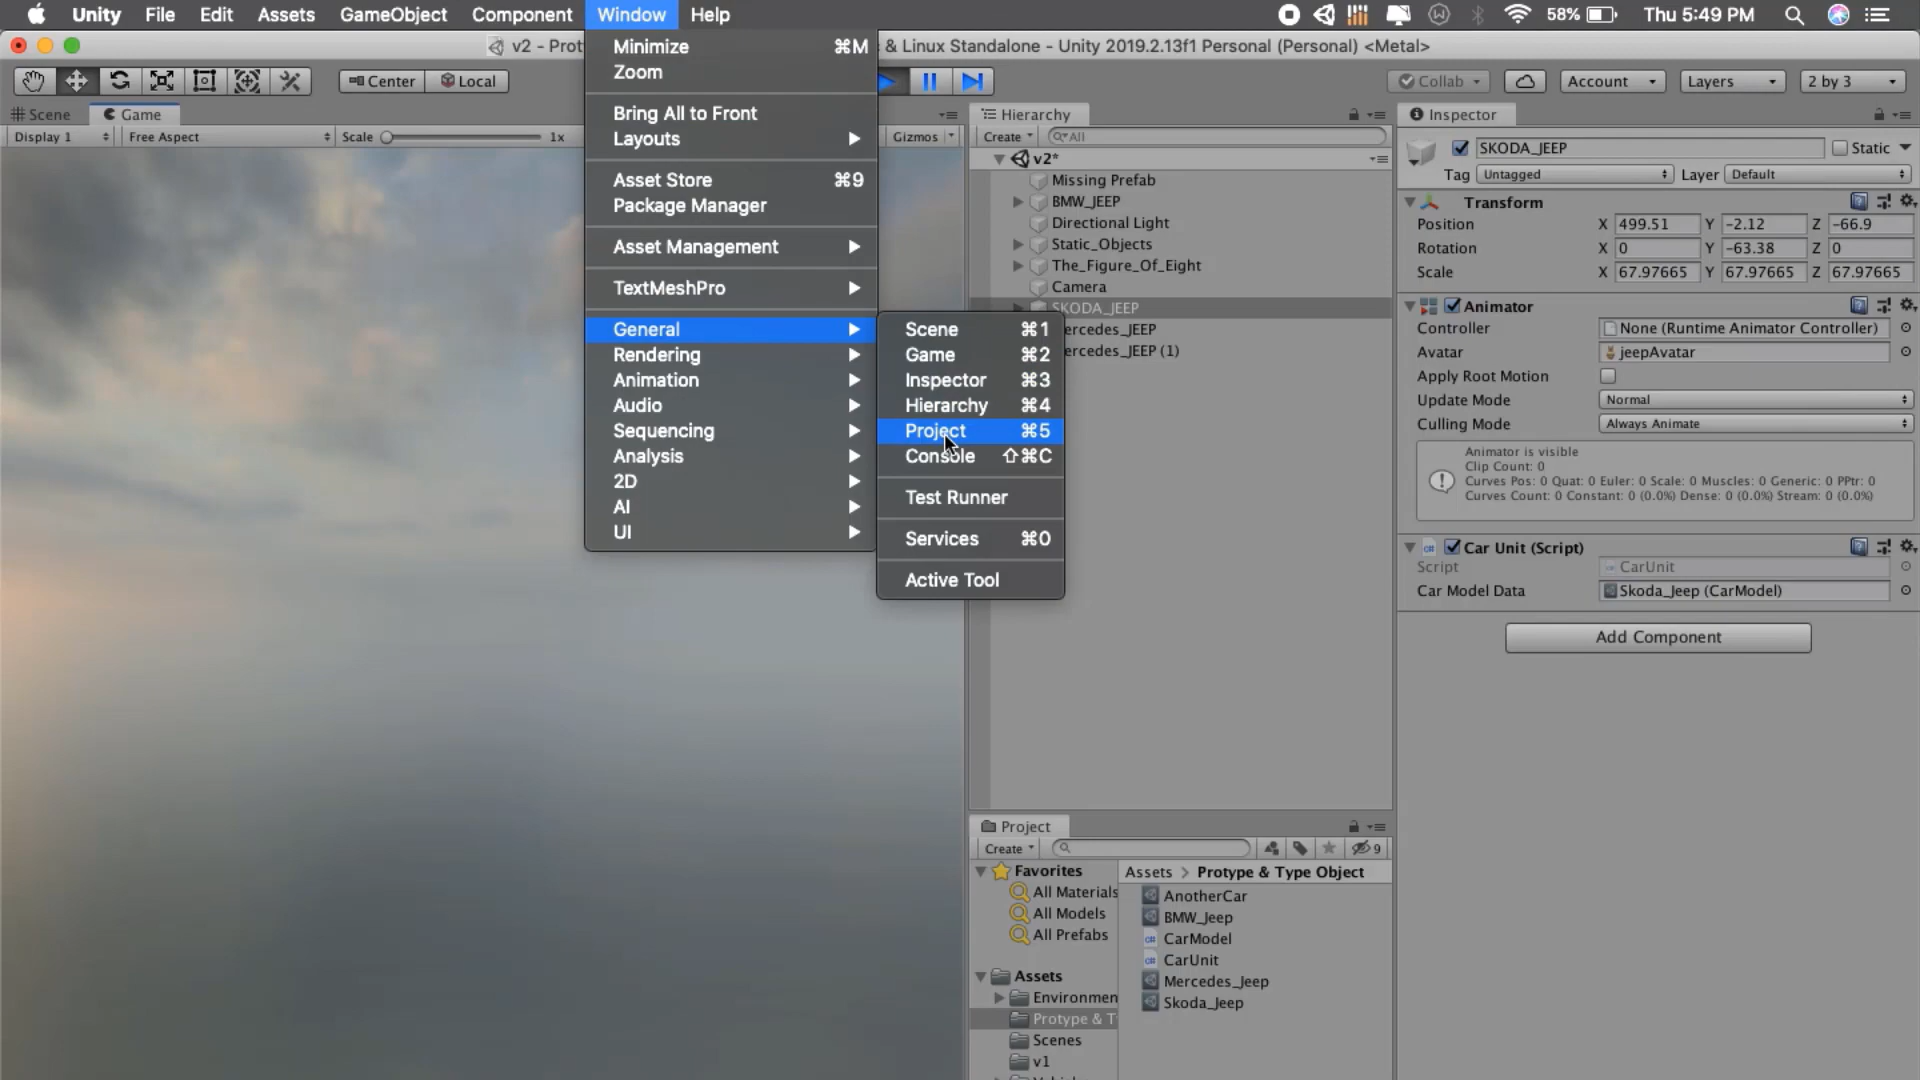 Unity File Edit Assets GameObject Component Window Help 58% Thu 5:49 PM
v2 - Prot & Linux Standalone - Unity 2019.2.13f1 Personal (Personal) <Metal>
Center Local Collab Account Layers 2 by 3
Scene Game
Display 1 Free Aspect Scale 1x Gizmos
Minimize ⌘M
Zoom
Bring All to Front
Layouts
Asset Store ⌘9
Package Manager
Asset Management
TextMeshPro
General
Rendering
Animation
Audio
Sequencing
Analysis
2D
AI
UI
Scene ⌘1
Game ⌘2
Inspector ⌘3
Hierarchy ⌘4
Project ⌘5
Console ⇧⌘C
Test Runner
Services ⌘0
Active Tool
Hierarchy
Create All
v2*
Missing Prefab
BMW_JEEP
Directional Light
Static_Objects
The_Figure_Of_Eight
Camera
SKODA_JEEP
ercedes_JEEP
ercedes_JEEP (1)
Project
Create 9
Favorites
All Materials
All Models
All Prefabs
Assets
Environmen
Protype & T
Scenes
v1
Assets > Protype & Type Object
AnotherCar
BMW_Jeep
CarModel
CarUnit
Mercedes_Jeep
Skoda_Jeep
Inspector
SKODA_JEEP Static
Tag Untagged Layer Default
Transform
Position X 499.51 Y -2.12 Z -66.9
Rotation X 0 Y -63.38 Z 0
Scale X 67.97665 Y 67.97665 Z 67.97665
Animator
Controller None (Runtime Animator Controller)
Avatar jeepAvatar
Apply Root Motion
Update Mode Normal
Culling Mode Always Animate
Animator is visible
Clip Count: 0
Curves Pos: 0 Quat: 0 Euler: 0 Scale: 0 Muscles: 0 Generic: 0 PPtr: 0
Curves Count: 0 Constant: 0 (0.0%) Dense: 0 (0.0%) Stream: 0 (0.0%)
Car Unit (Script)
Script CarUnit
Car Model Data Skoda_Jeep (CarModel)
Add Component